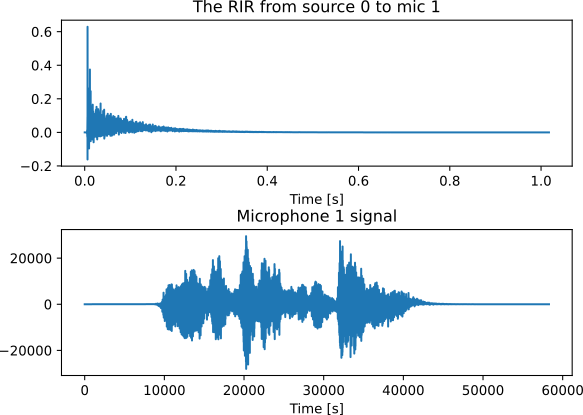 The RIR from source 0 to mic 1
0.6
0.4
0.2
0.0
−0.2
0.0 0.2 0.4 0.6 0.8 1.0
Time [s]
Microphone 1 signal
20000
0
−20000
0 10000 20000 30000 40000 50000 60000
Time [s]